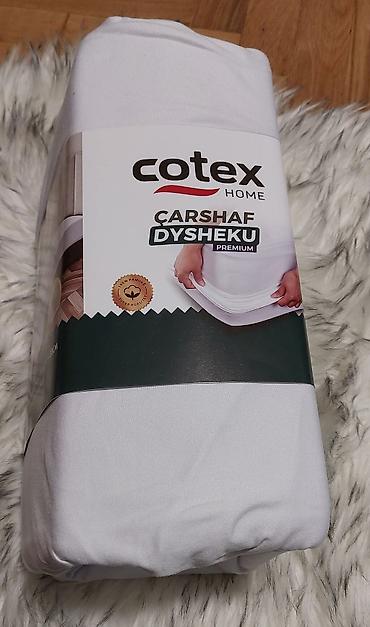 cotex
HOME
ÇARSHAF
DYSHEKU
PREMIUM